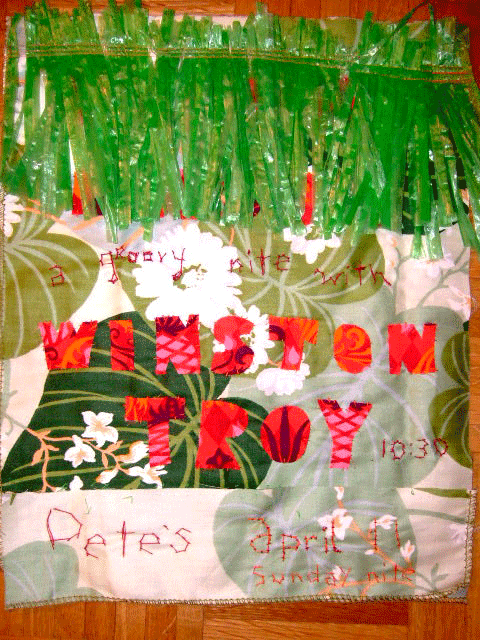 a groovy nite with
WINSTON
TROY
10:30
Pete's april 11
Sunday nite